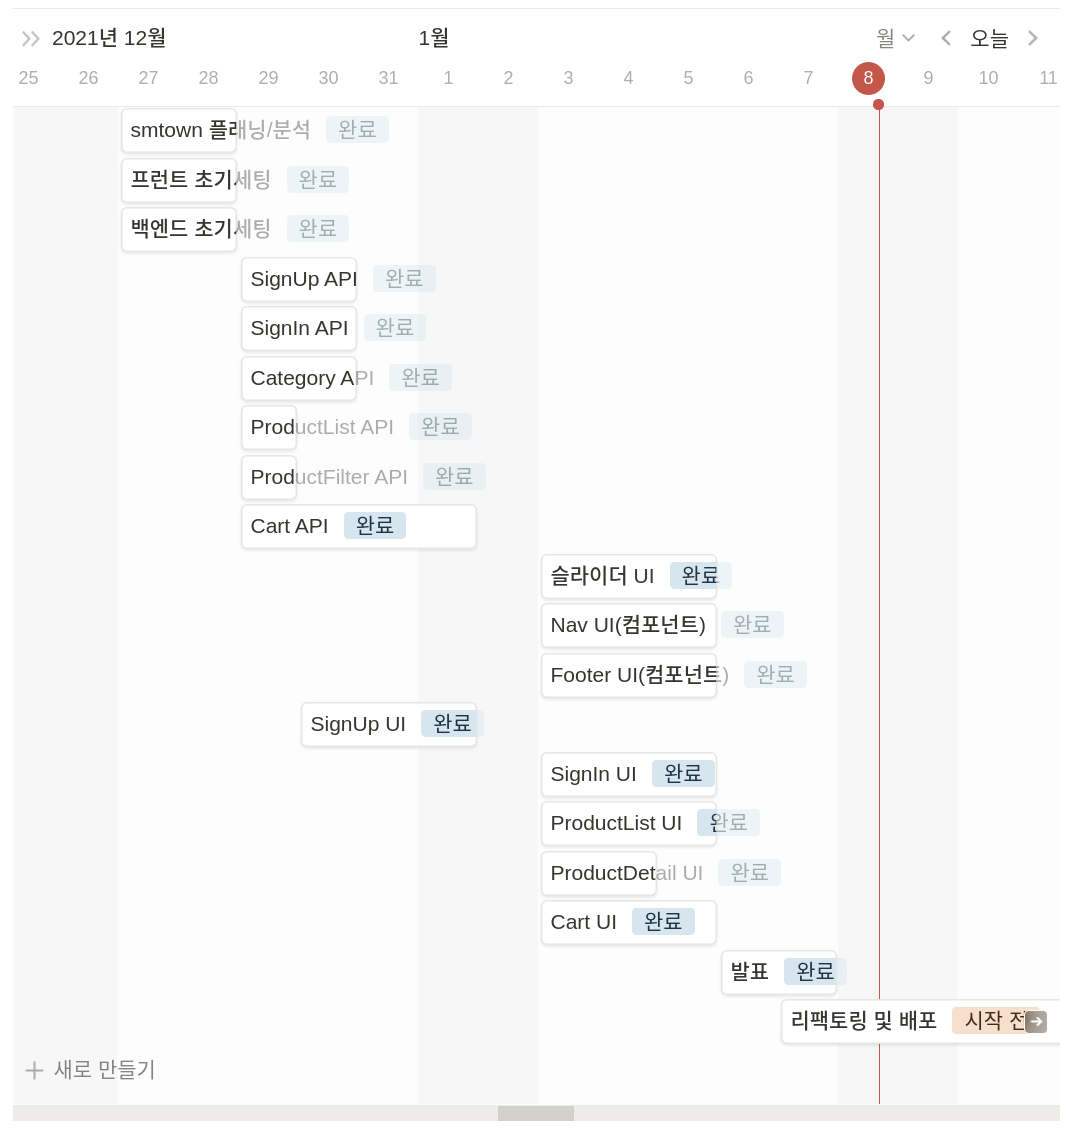 2021년 12월 1월 월 오늘
25 26 27 28 29 30 31 1 2 3 4 5 6 7 8 9 10 11
smtown 플래닝/분석 완료
프런트 초기세팅 완료
백엔드 초기세팅 완료
SignUp API 완료
SignIn API 완료
Category API 완료
ProductList API 완료
ProductFilter API 완료
Cart API 완료
슬라이더 UI 완료
Nav UI(컴포넌트) 완료
Footer UI(컴포넌트) 완료
SignUp UI 완료
SignIn UI 완료
ProductList UI 완료
ProductDetail UI 완료
Cart UI 완료
발표 완료
리팩토링 및 배포 시작 전
새로 만들기